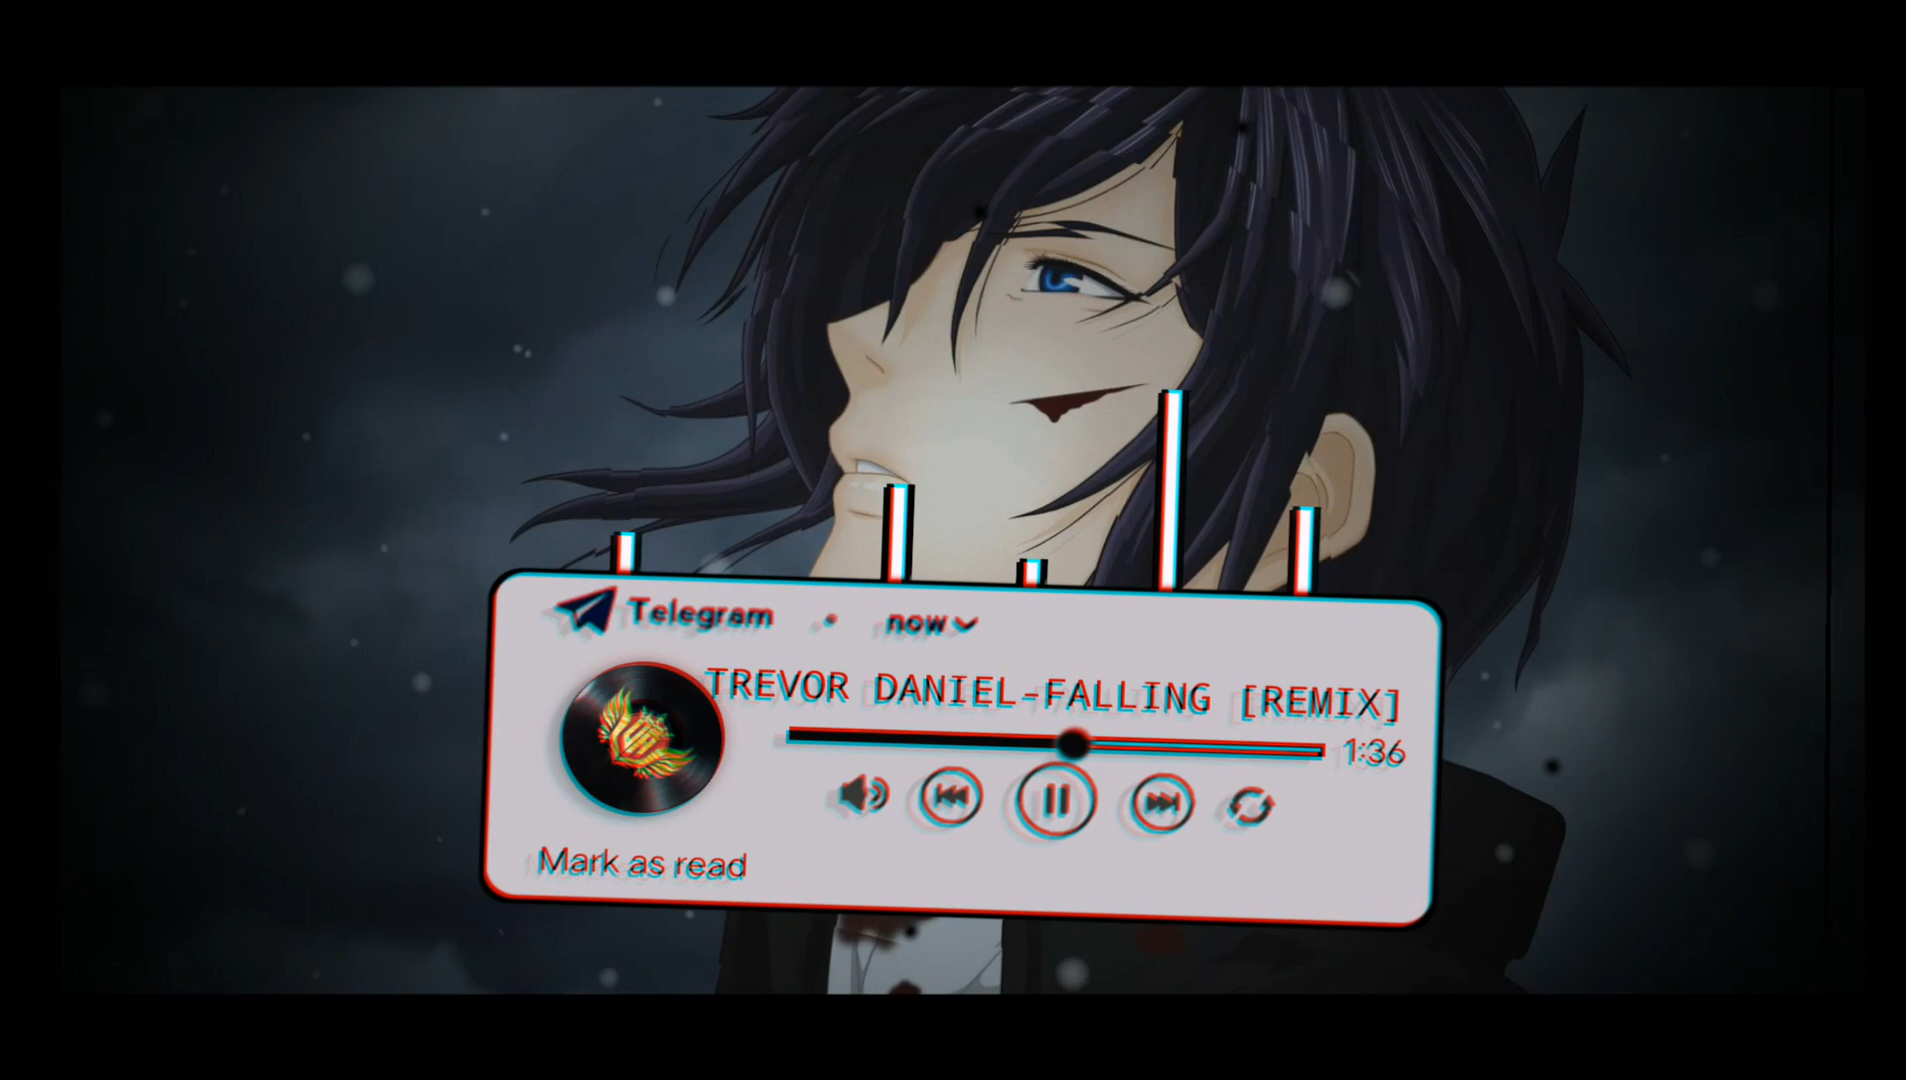 Telegram • now
TREVOR DANIEL-FALLING [REMIX]
1:36
Mark as read